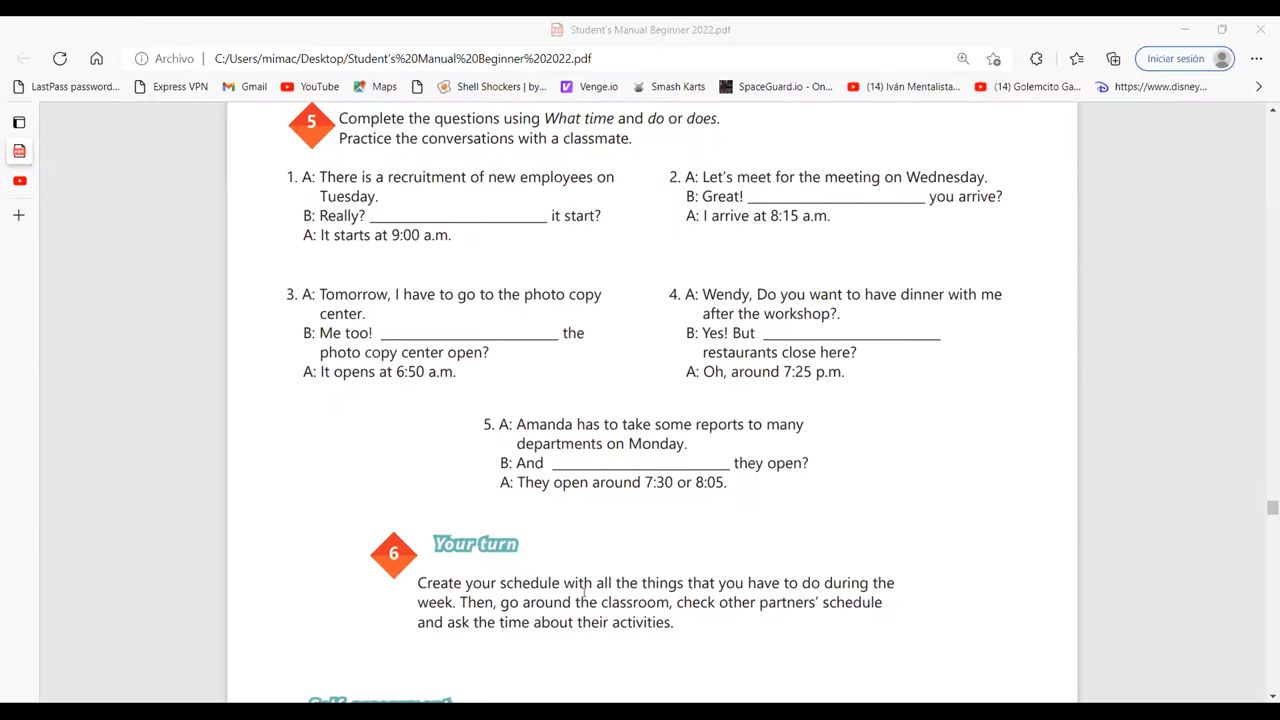 Student's Manual Beginner 2022.pdf
Archivo
C:/Users/mimac/Desktop/Student's%20Manual%20Beginner%202022.pdf
Iniciar sesión
LastPass password...
Express VPN
Gmail
YouTube
Maps
Shell Shockers | by...
Venge.io
Smash Karts
SpaceGuard.io - On...
(14) Iván Mentalista...
(14) Golemcito Ga...
https://www.disney...
5
Complete the questions using What time and do or does.
Practice the conversations with a classmate.
1. A: There is a recruitment of new employees on
Tuesday.
B: Really? ______________________ it start?
A: It starts at 9:00 a.m.
2. A: Let's meet for the meeting on Wednesday.
B: Great! ______________________ you arrive?
A: I arrive at 8:15 a.m.
3. A: Tomorrow, I have to go to the photo copy
center.
B: Me too! ______________________ the
photo copy center open?
A: It opens at 6:50 a.m.
4. A: Wendy, Do you want to have dinner with me
after the workshop?.
B: Yes! But ______________________
restaurants close here?
A: Oh, around 7:25 p.m.
5. A: Amanda has to take some reports to many
departments on Monday.
B: And ______________________ they open?
A: They open around 7:30 or 8:05.
6
Your turn
Create your schedule with all the things that you have to do during the
week. Then, go around the classroom, check other partners' schedule
and ask the time about their activities.